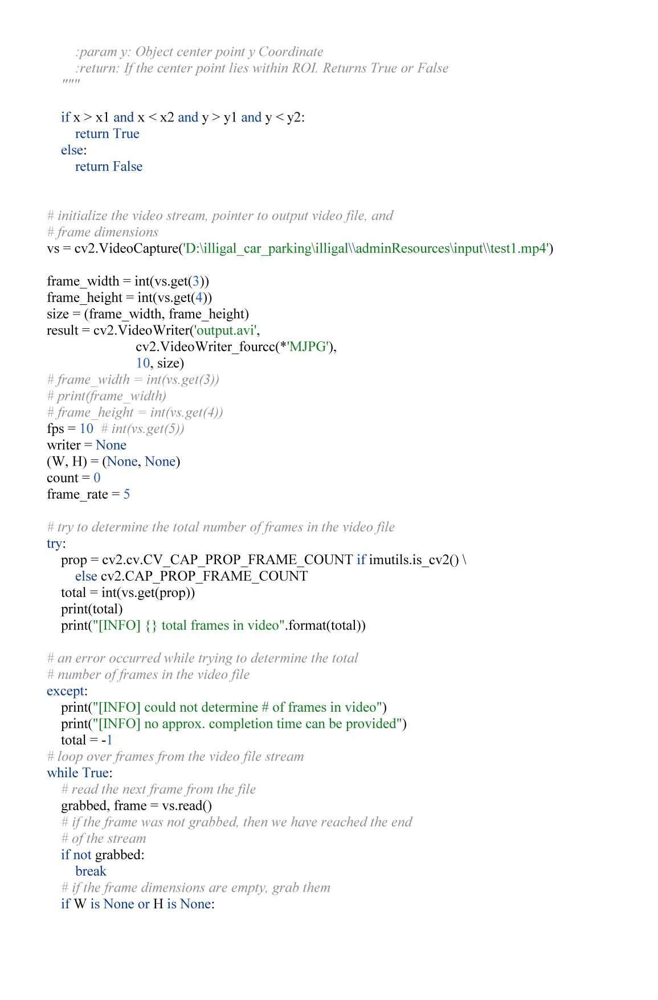 :param y: Object center point y Coordinate
:return: If the center point lies within ROI. Returns True or False
"""
if x > x1 and x < x2 and y > y1 and y < y2:
return True
else:
return False
# initialize the video stream, pointer to output video file, and
# frame dimensions
vs = cv2.VideoCapture('D:\illigal_car_parking\illigal\\adminResources\input\\test1.mp4')
frame_width = int(vs.get(3))
frame_height = int(vs.get(4))
size = (frame_width, frame_height)
result = cv2.VideoWriter('output.avi',
cv2.VideoWriter_fourcc(*'MJPG'),
10, size)
# frame_width = int(vs.get(3))
# print(frame_width)
# frame_height = int(vs.get(4))
fps = 10  # int(vs.get(5))
writer = None
(W, H) = (None, None)
count = 0
frame_rate = 5
# try to determine the total number of frames in the video file
try:
prop = cv2.cv.CV_CAP_PROP_FRAME_COUNT if imutils.is_cv2() \
else cv2.CAP_PROP_FRAME_COUNT
total = int(vs.get(prop))
print(total)
print("[INFO] {} total frames in video".format(total))
# an error occurred while trying to determine the total
# number of frames in the video file
except:
print("[INFO] could not determine # of frames in video")
print("[INFO] no approx. completion time can be provided")
total = -1
# loop over frames from the video file stream
while True:
# read the next frame from the file
grabbed, frame = vs.read()
# if the frame was not grabbed, then we have reached the end
# of the stream
if not grabbed:
break
# if the frame dimensions are empty, grab them
if W is None or H is None: